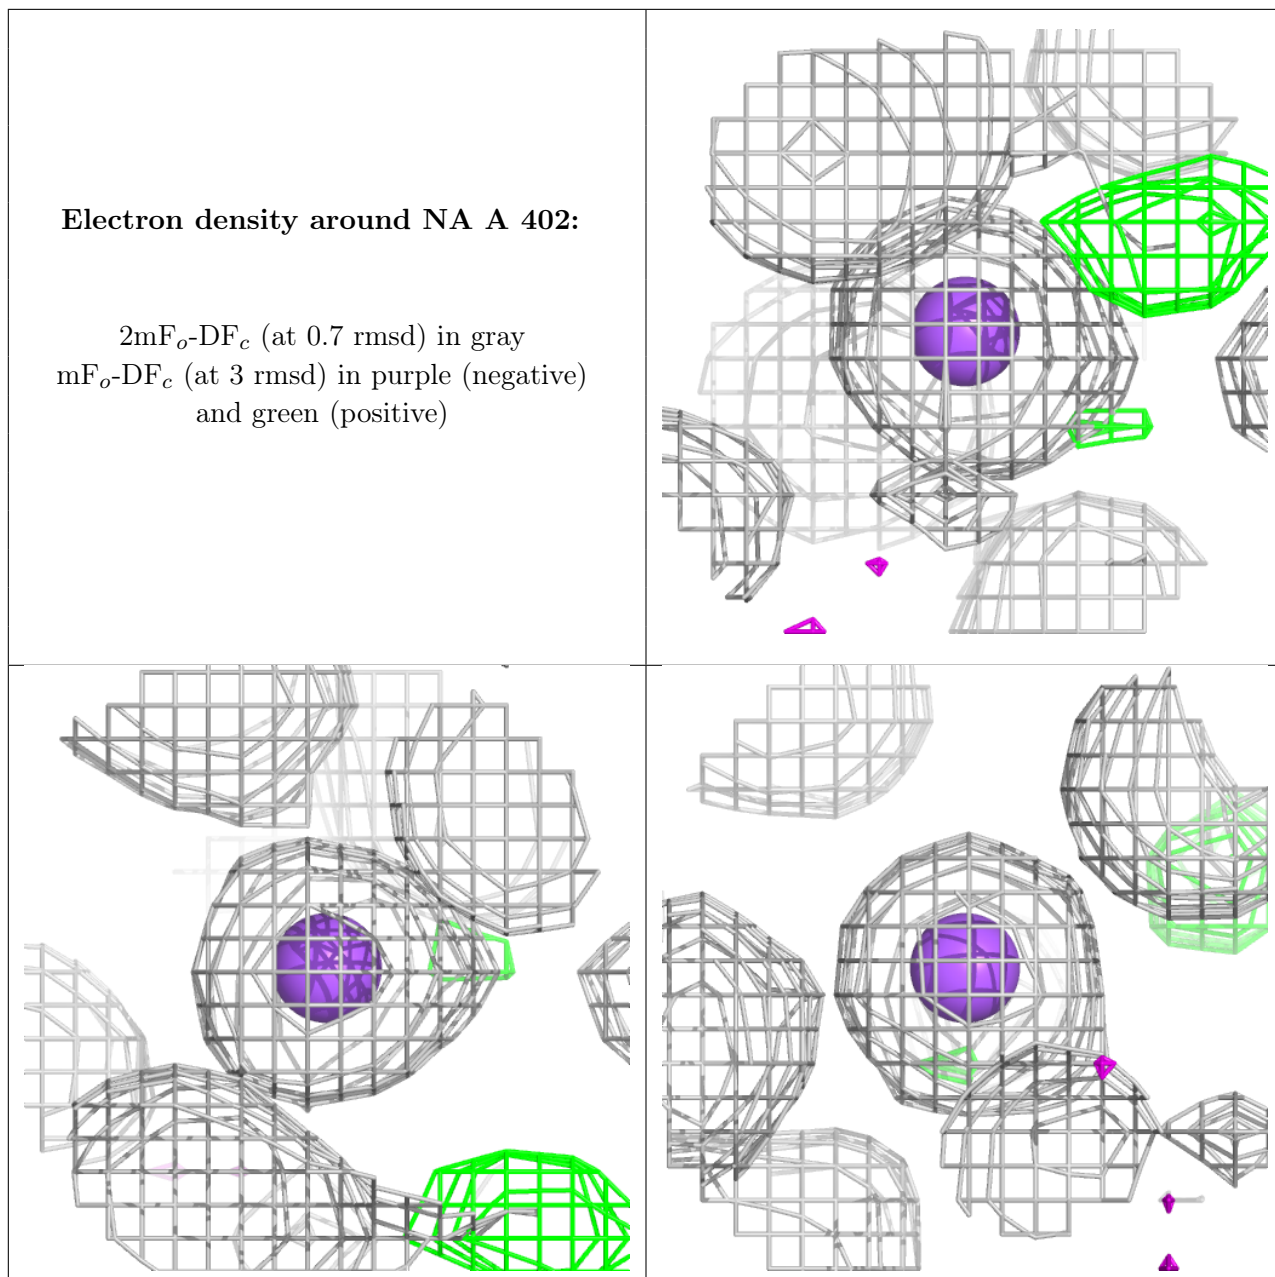 Electron density around NA A 402:
2mFₒ-DF𝒸 (at 0.7 rmsd) in gray
mFₒ-DF𝒸 (at 3 rmsd) in purple (negative)
and green (positive)